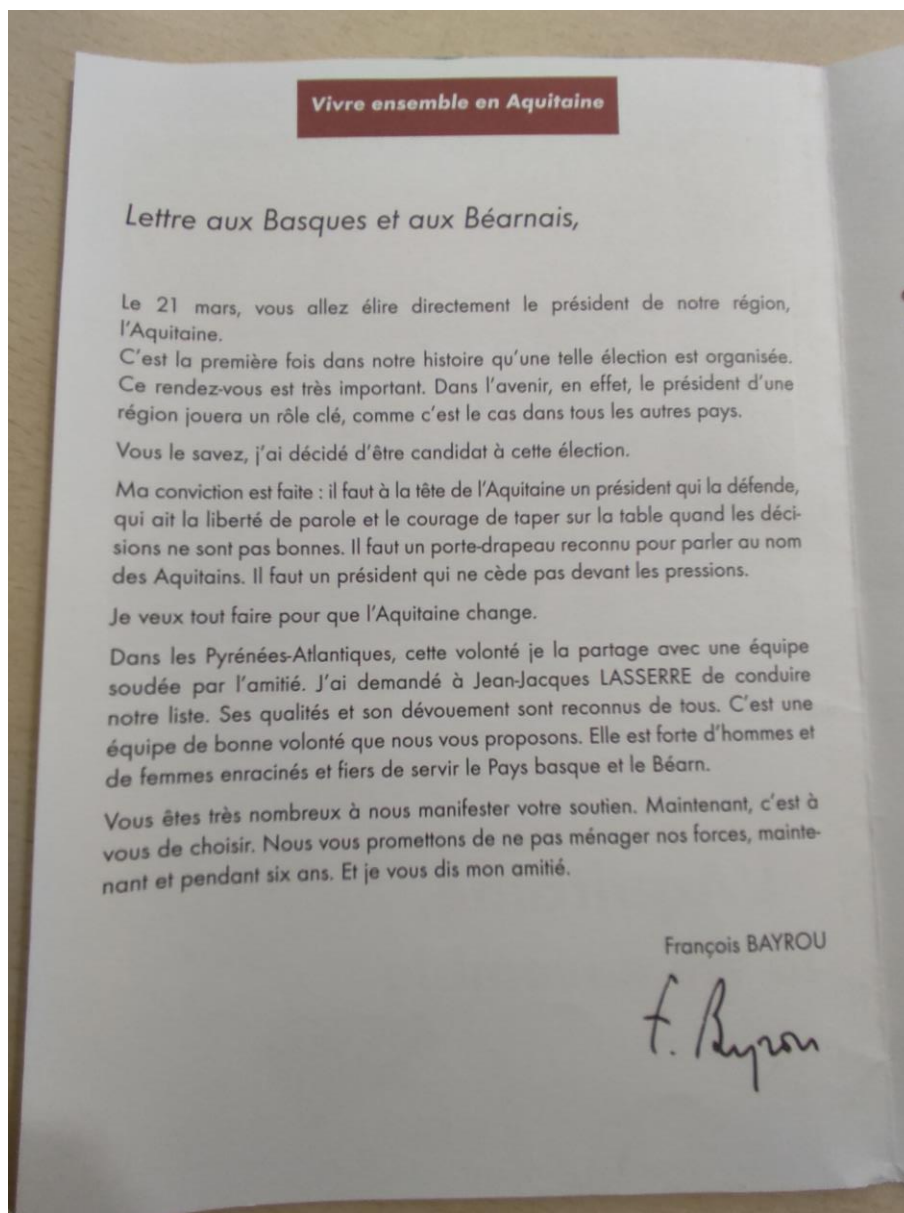 Vivre ensemble en Aquitaine
Lettre aux Basques et aux Béarnais,
Le 21 mars, vous allez élire directement le président de notre région,
l'Aquitaine.
C'est la première fois dans notre histoire qu'une telle élection est organisée.
Ce rendez-vous est très important. Dans l'avenir, en effet, le président d'une
région jouera un rôle clé, comme c'est le cas dans tous les autres pays.
Vous le savez, j'ai décidé d'être candidat à cette élection.
Ma conviction est faite : il faut à la tête de l'Aquitaine un président qui la défende,
qui ait la liberté de parole et le courage de taper sur la table quand les déci-
sions ne sont pas bonnes. Il faut un porte-drapeau reconnu pour parler au nom
des Aquitains. Il faut un président qui ne cède pas devant les pressions.
Je veux tout faire pour que l'Aquitaine change.
Dans les Pyrénées-Atlantiques, cette volonté je la partage avec une équipe
soudée par l'amitié. J'ai demandé à Jean-Jacques LASSERRE de conduire
notre liste. Ses qualités et son dévouement sont reconnus de tous. C'est une
équipe de bonne volonté que nous vous proposons. Elle est forte d'hommes et
de femmes enracinés et fiers de servir le Pays basque et le Béarn.
Vous êtes très nombreux à nous manifester votre soutien. Maintenant, c'est à
vous de choisir. Nous vous promettons de ne pas ménager nos forces, mainte-
nant et pendant six ans. Et je vous dis mon amitié.
François BAYROU
F. Bayrou